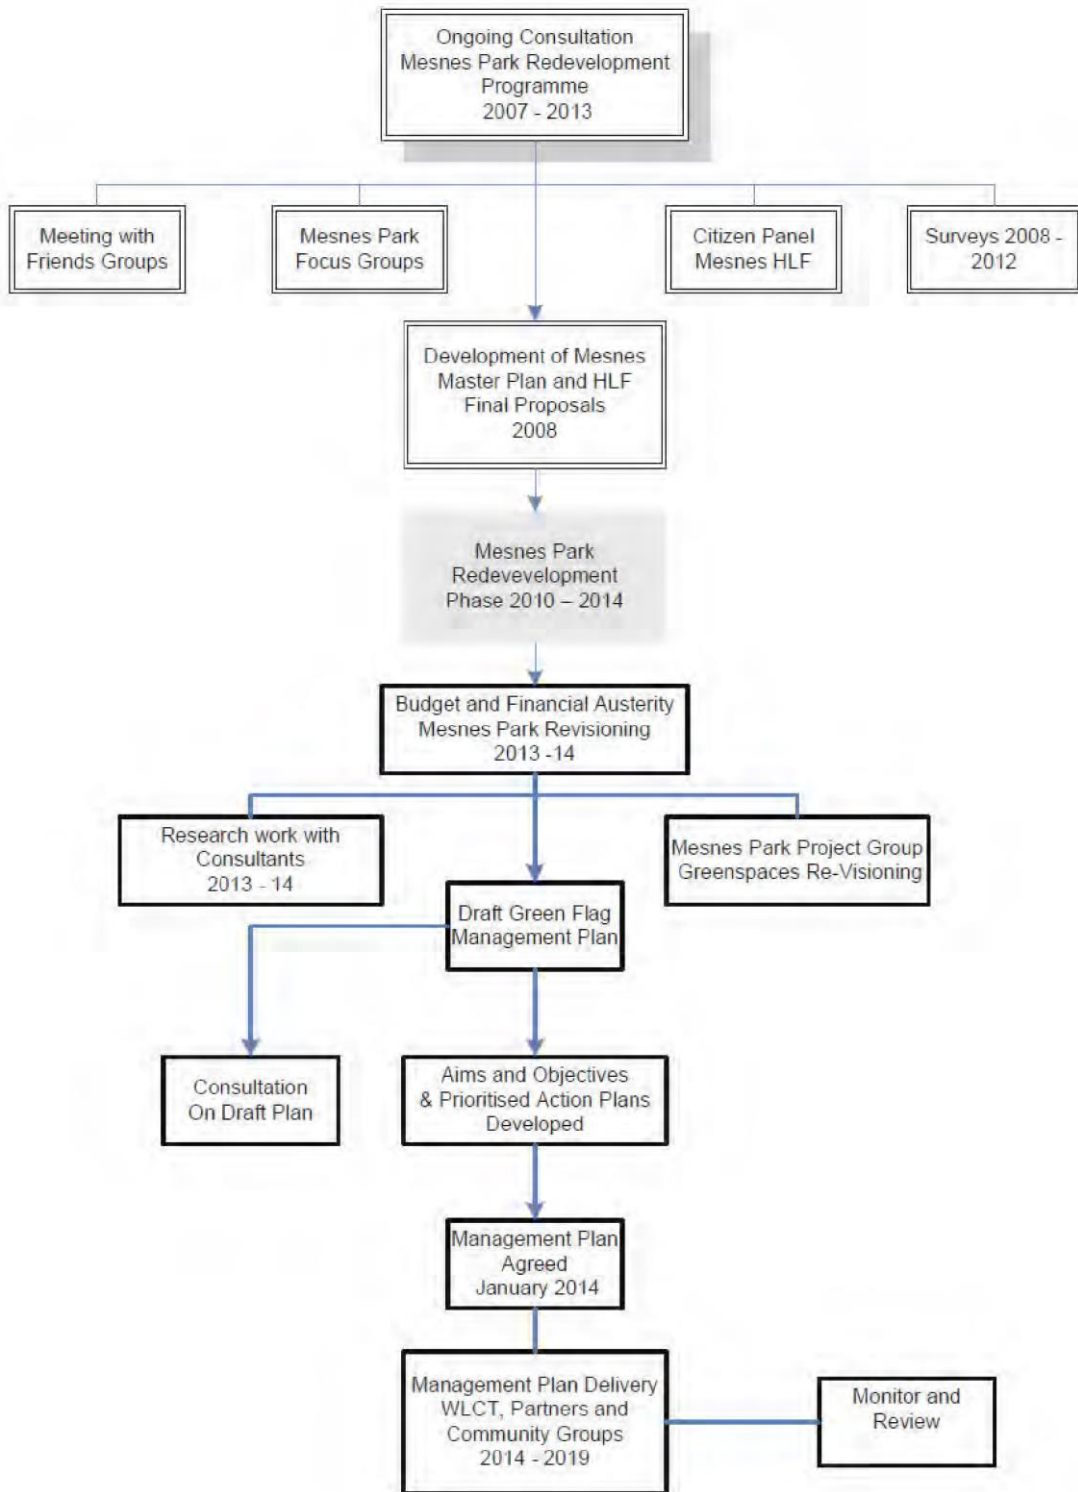 Ongoing Consultation
Mesnes Park Redevelopment
Programme
2007 - 2013
Meeting with
Friends Groups
Mesnes Park
Focus Groups
Citizen Panel
Mesnes HLF
Surveys 2008 -
2012
Development of Mesnes
Master Plan and HLF
Final Proposals
2008
Mesnes Park
Redevevelopment
Phase 2010 – 2014
Budget and Financial Austerity
Mesnes Park Revisioning
2013 -14
Research work with
Consultants
2013 - 14
Mesnes Park Project Group
Greenspaces Re-Visioning
Draft Green Flag
Management Plan
Consultation
On Draft Plan
Aims and Objectives
& Prioritised Action Plans
Developed
Management Plan
Agreed
January 2014
Management Plan Delivery
WLCT, Partners and
Community Groups
2014 - 2019
Monitor and
Review